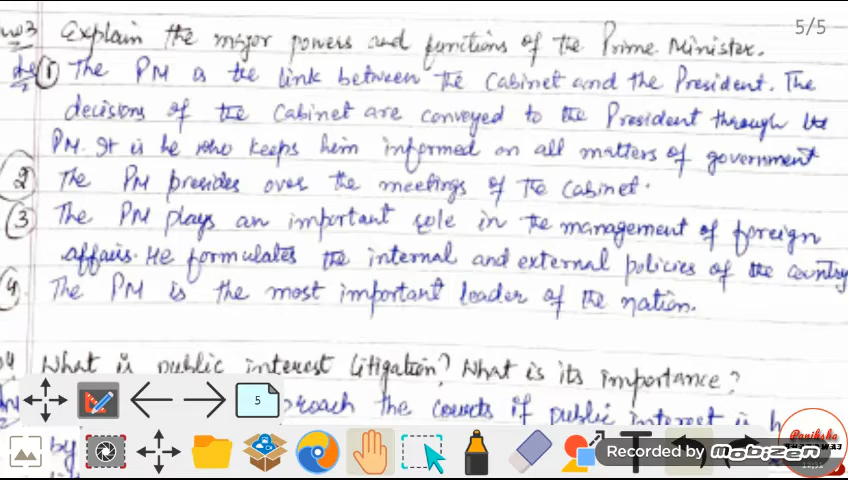 5/5
Explain the major powers and functions of the Prime Minister.
① The PM is the link between the Cabinet and the President. The
decisions of the Cabinet are conveyed to the President through the
PM. It is he who keeps him informed on all matters of government
② The PM presides over the meetings of the Cabinet.
③ The PM plays an important role in the management of foreign
affairs. He formulates the internal and external policies of the country
④ The PM is the most important leader of the nation.
What is public interest litigation? What is its importance?
5
roach the courts if public interest is h
by
T
Recorded by Mobizen